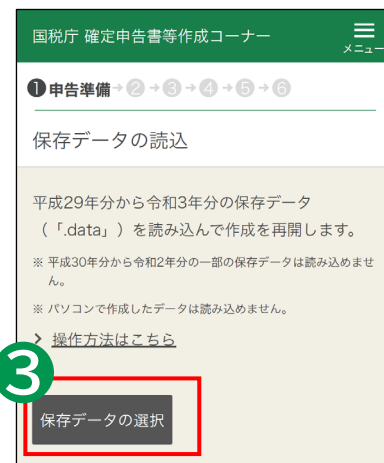 国税庁 確定申告書等作成コーナー
メニュー
❶申告準備→②→③→④→⑤→⑥
保存データの読込
平成29年分から令和3年分の保存データ
（「.data」）を読み込んで作成を再開します。
※ 平成30年分から令和2年分の一部の保存データは読み込めませ
ん。
※ パソコンで作成したデータは読み込めません。
> 操作方法はこちら
3
保存データの選択